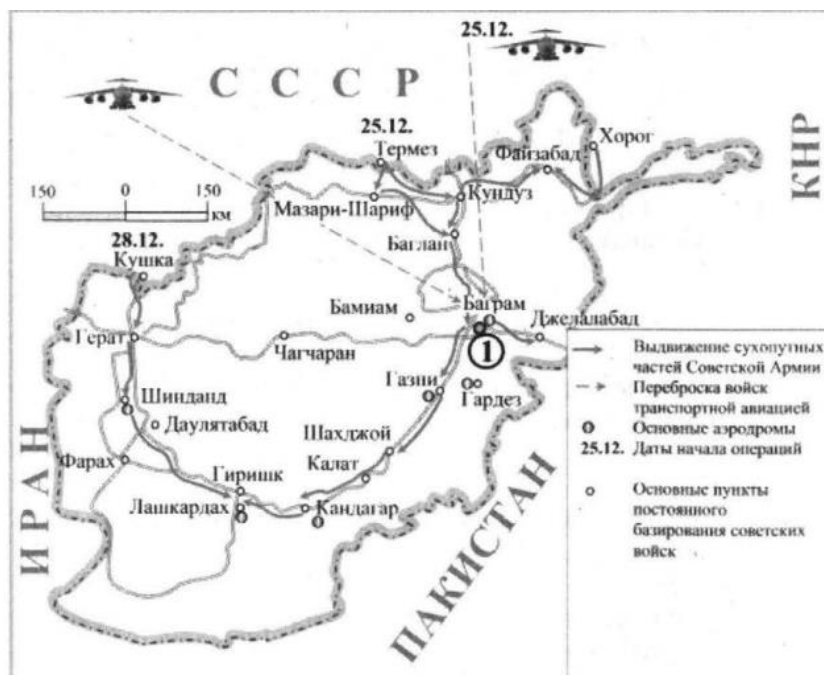 25.12.
СССР
25.12.
Термез
Хорог
Файзабад
КНР
150 0 150
км
Мазари-Шариф
Кундуз
28.12.
Кушка
Баглан
Бамиам
Баграм
Джелалабад
Герат
Чагчаран
1
Газни
Гардез
Шинданд
Даулятабад
Шахджой
Фарах
Калат
Гиришк
Лашкардах
Кандагар
ИРАН
ПАКИСТАН
Выдвижение сухопутных
частей Советской Армии
Переброска войск
транспортной авиацией
Основные аэродромы
25.12. Даты начала операций
Основные пункты
постоянного
базирования советских
войск